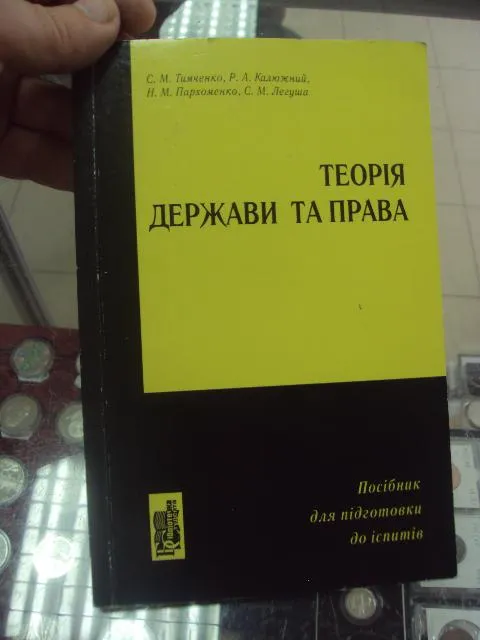 С. М. Тимченко, Р. А. Калюжний,
Н. М. Пархоменко, С. М. Легуша
ТЕОРІЯ
ДЕРЖАВИ ТА ПРАВА
Посібник
для підготовки
до іспитів